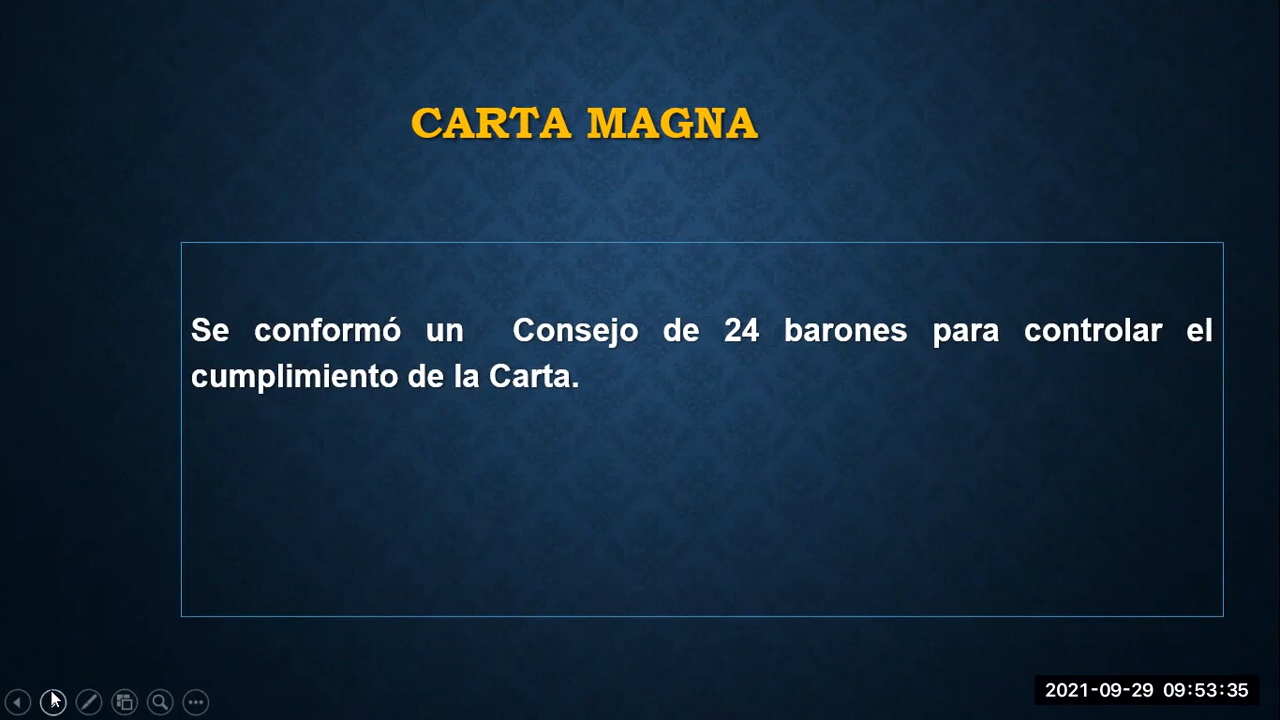 CARTA MAGNA
Se conformó un Consejo de 24 barones para controlar el
cumplimiento de la Carta.
2021-09-29 09:53:35